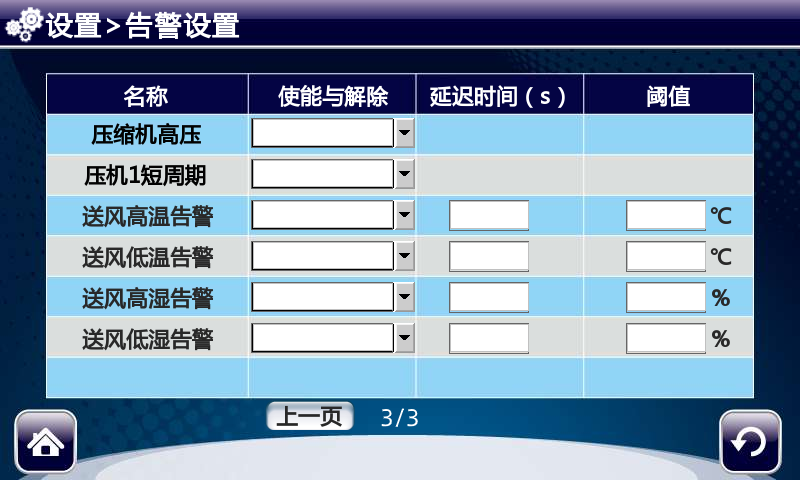 设置>告警设置
名称 使能与解除 延迟时间（s） 阈值
压缩机高压
压机1短周期
送风高温告警 ℃
送风低温告警 ℃
送风高湿告警 %
送风低湿告警 %
上一页 3/3